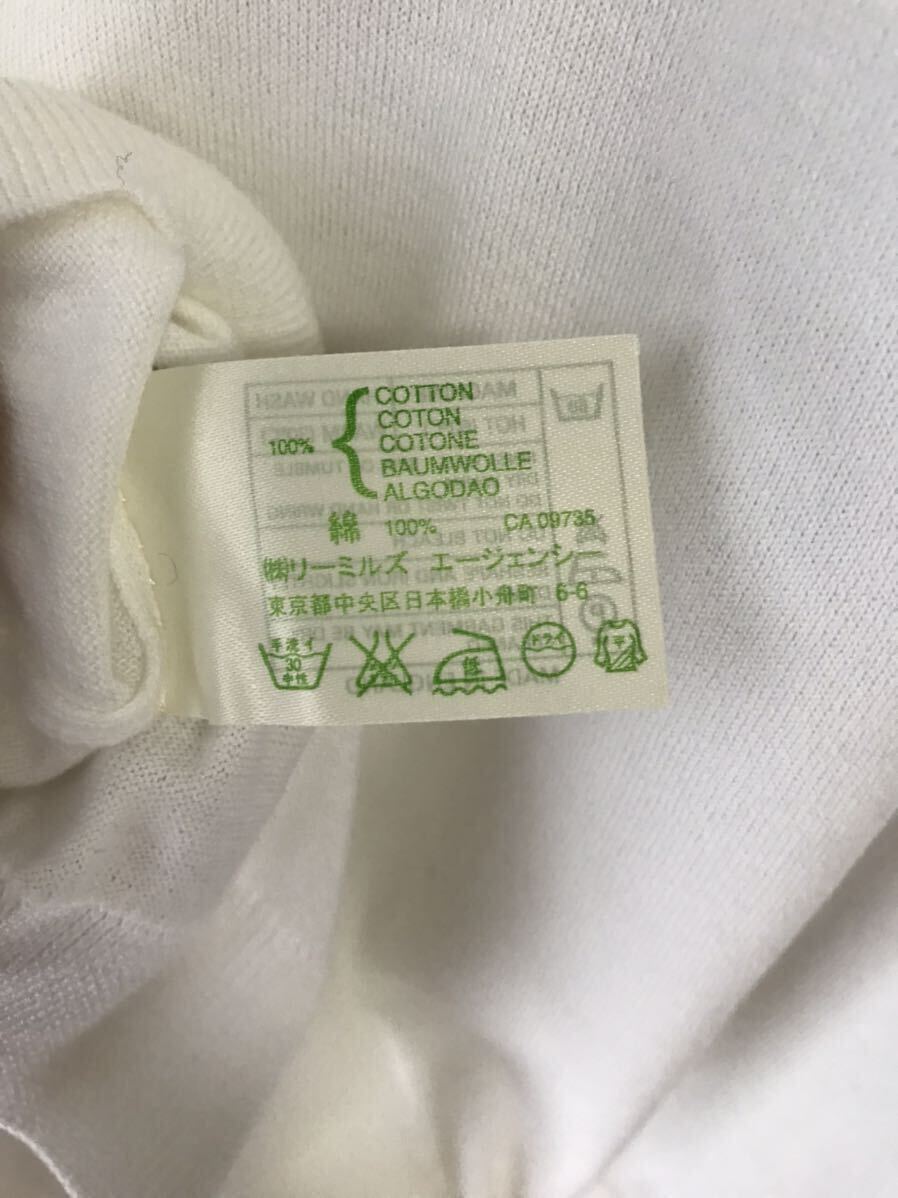 COTTON
COTON
100% COTONE
BAUMWOLLE
ALGODAO
綿 100% CA 09735
㈱リーミルズ エージェンシー
東京都中央区日本橋小舟町 6-6
手洗イ
30
中性
低
ドライ
平